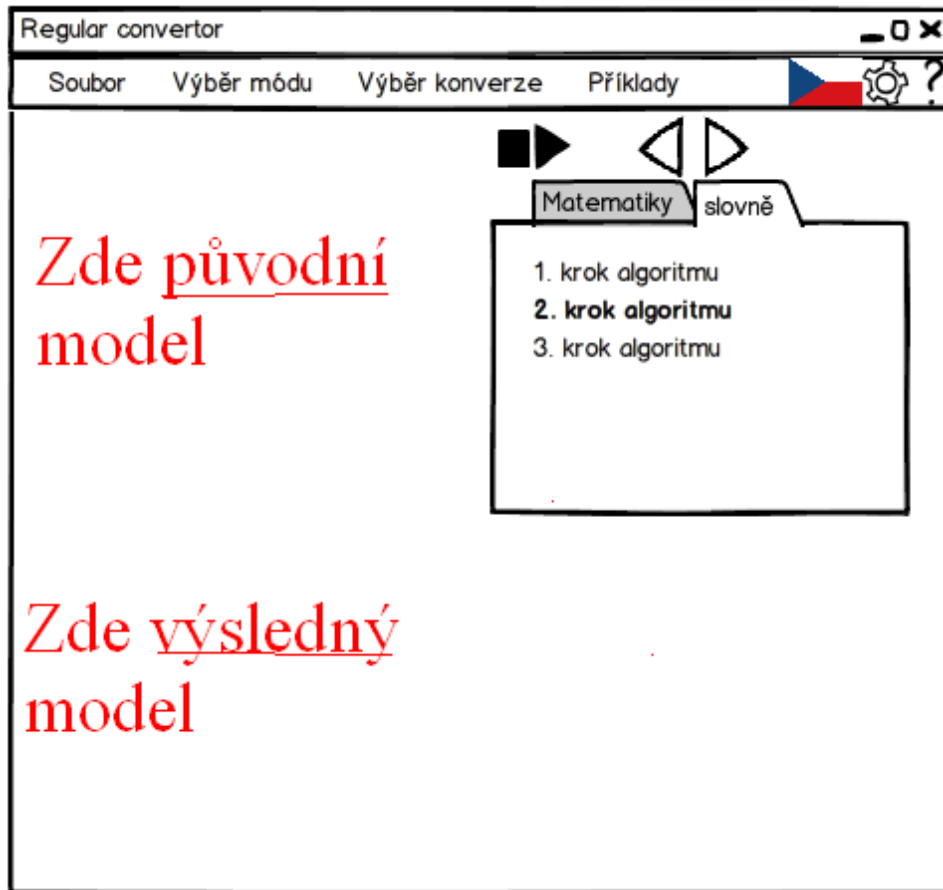 Regular convertor
Soubor Výběr módu Výběr konverze Příklady ?
Matematiky slovně
1. krok algoritmu
2. krok algoritmu
3. krok algoritmu
Zde původní
model
Zde výsledný
model